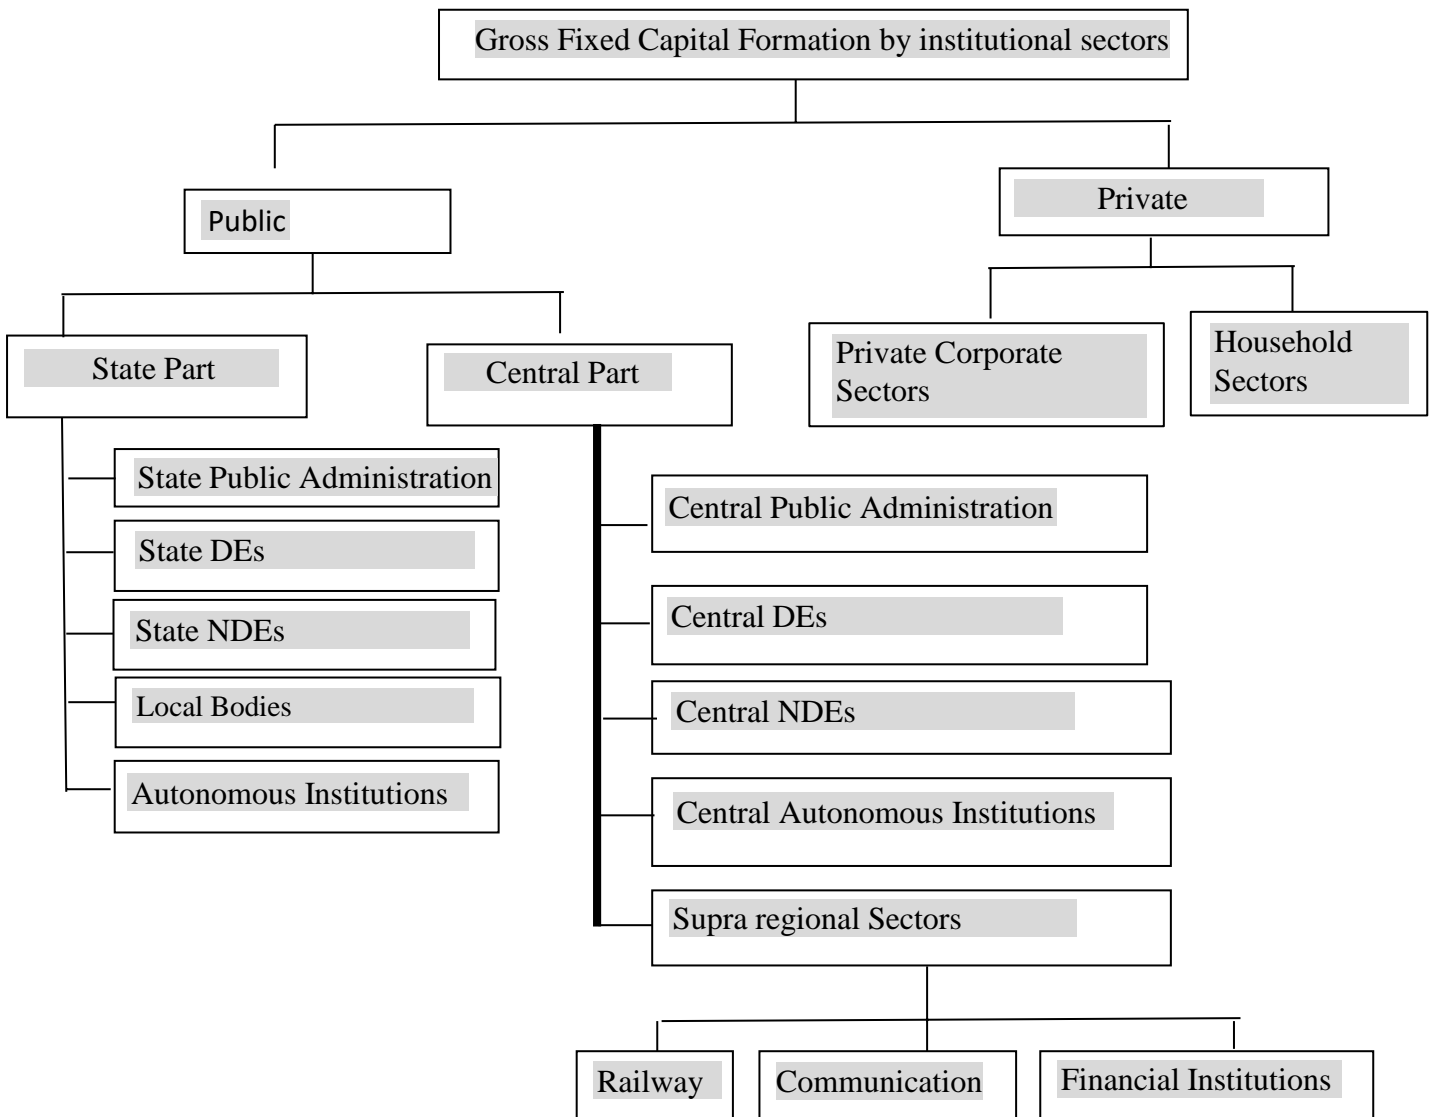 Gross Fixed Capital Formation by institutional sectors
Public
Private
State Part
Central Part
Private Corporate
Sectors
Household
Sectors
State Public Administration
State DEs
State NDEs
Local Bodies
Autonomous Institutions
Central Public Administration
Central DEs
Central NDEs
Central Autonomous Institutions
Supra regional Sectors
Railway
Communication
Financial Institutions